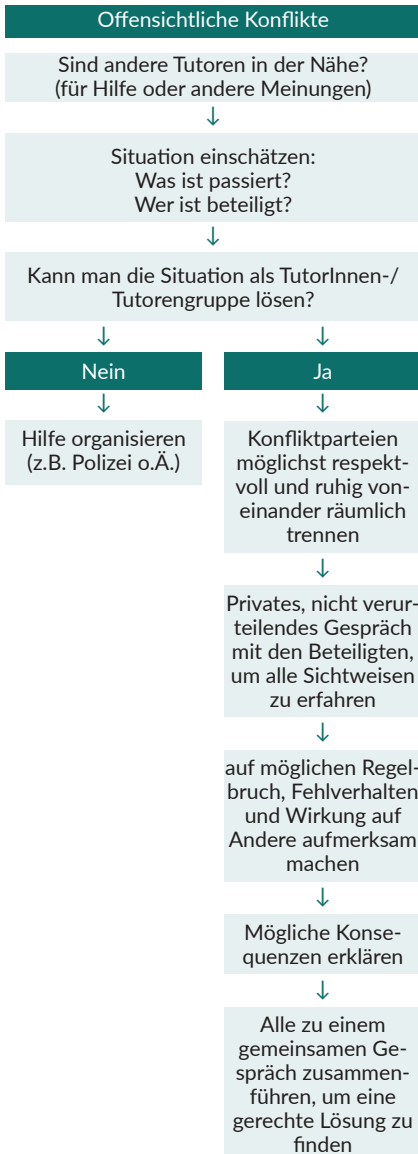 Offensichtliche Konflikte
Sind andere Tutoren in der Nähe?
(für Hilfe oder andere Meinungen)
↓
Situation einschätzen:
Was ist passiert?
Wer ist beteiligt?
↓
Kann man die Situation als TutorInnen-/
Tutorengruppe lösen?
↓ ↓
Nein
↓
Hilfe organisieren
(z.B. Polizei o.Ä.)
Ja
↓
Konfliktparteien
möglichst respekt-
voll und ruhig von-
einander räumlich
trennen
↓
Privates, nicht verur-
teilendes Gespräch
mit den Beteiligten,
um alle Sichtweisen
zu erfahren
↓
auf möglichen Regel-
bruch, Fehlverhalten
und Wirkung auf
Andere aufmerksam
machen
↓
Mögliche Konse-
quenzen erklären
↓
Alle zu einem
gemeinsamen Ge-
spräch zusammen-
führen, um eine
gerechte Lösung zu
finden